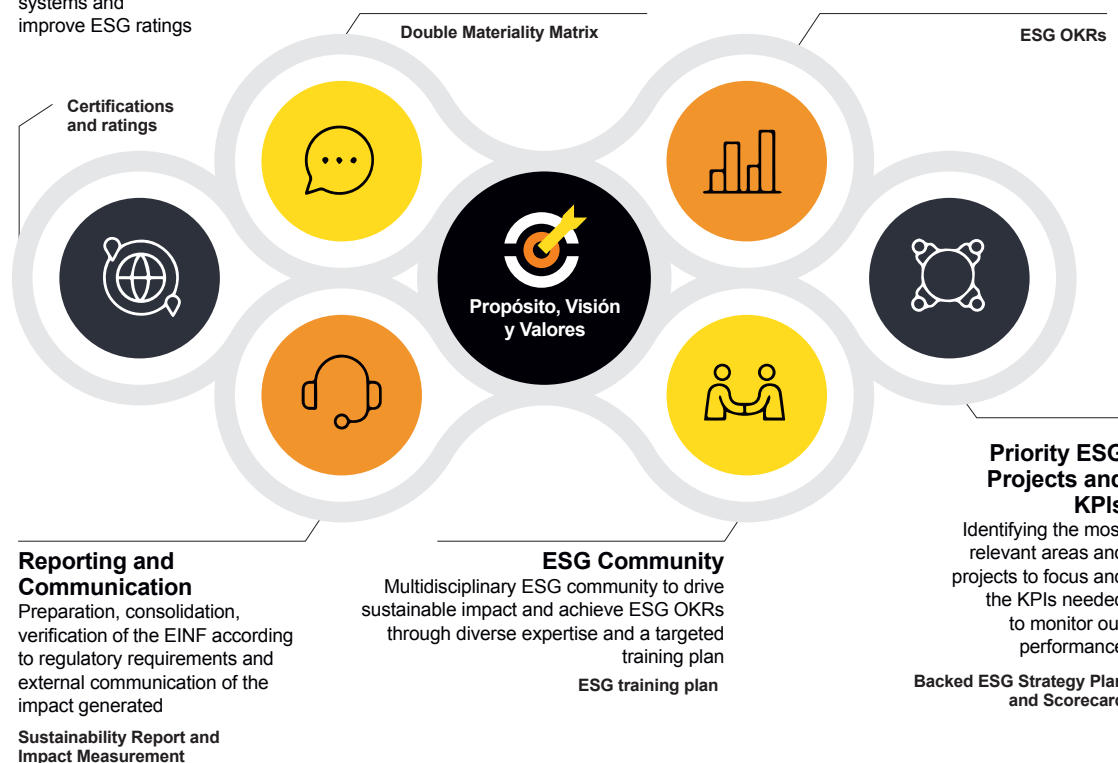 systems and
improve ESG ratings
Certifications
and ratings
Double Materiality Matrix
ESG OKRs
Propósito, Visión
y Valores
Reporting and
Communication
Preparation, consolidation,
verification of the EINF according
to regulatory requirements and
external communication of the
impact generated
Sustainability Report and
Impact Measurement
ESG Community
Multidisciplinary ESG community to drive
sustainable impact and achieve ESG OKRs
through diverse expertise and a targeted
training plan
ESG training plan
Priority ESG
Projects and
KPIs
Identifying the most
relevant areas and
projects to focus and
the KPIs needed
to monitor our
performance
Backed ESG Strategy Plan
and Scorecard